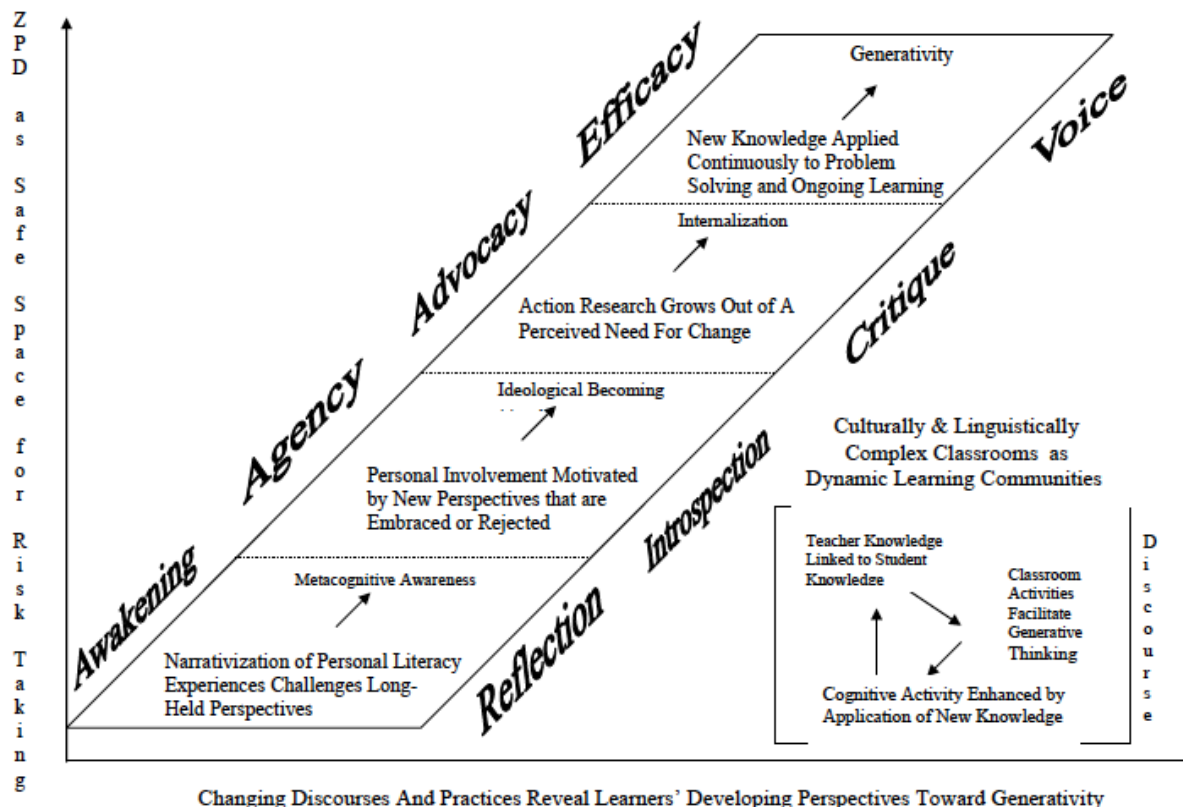 ZPD as Safe Space for Risk Taking
Efficacy
Advocacy
Agency
Awakening
Generativity
New Knowledge Applied
Continuously to Problem
Solving and Ongoing Learning
Internalization
Action Research Grows Out of A
Perceived Need For Change
Ideological Becoming
Personal Involvement Motivated
by New Perspectives that are
Embraced or Rejected
Metacognitive Awareness
Narrativization of Personal Literacy
Experiences Challenges Long-
Held Perspectives
Voice
Critique
Introspection
Reflection
Culturally & Linguistically
Complex Classrooms as
Dynamic Learning Communities
Teacher Knowledge
Linked to Student
Knowledge
Classroom
Activities
Facilitate
Generative
Thinking
Cognitive Activity Enhanced by
Application of New Knowledge
Discourse
Changing Discourses And Practices Reveal Learners’ Developing Perspectives Toward Generativity